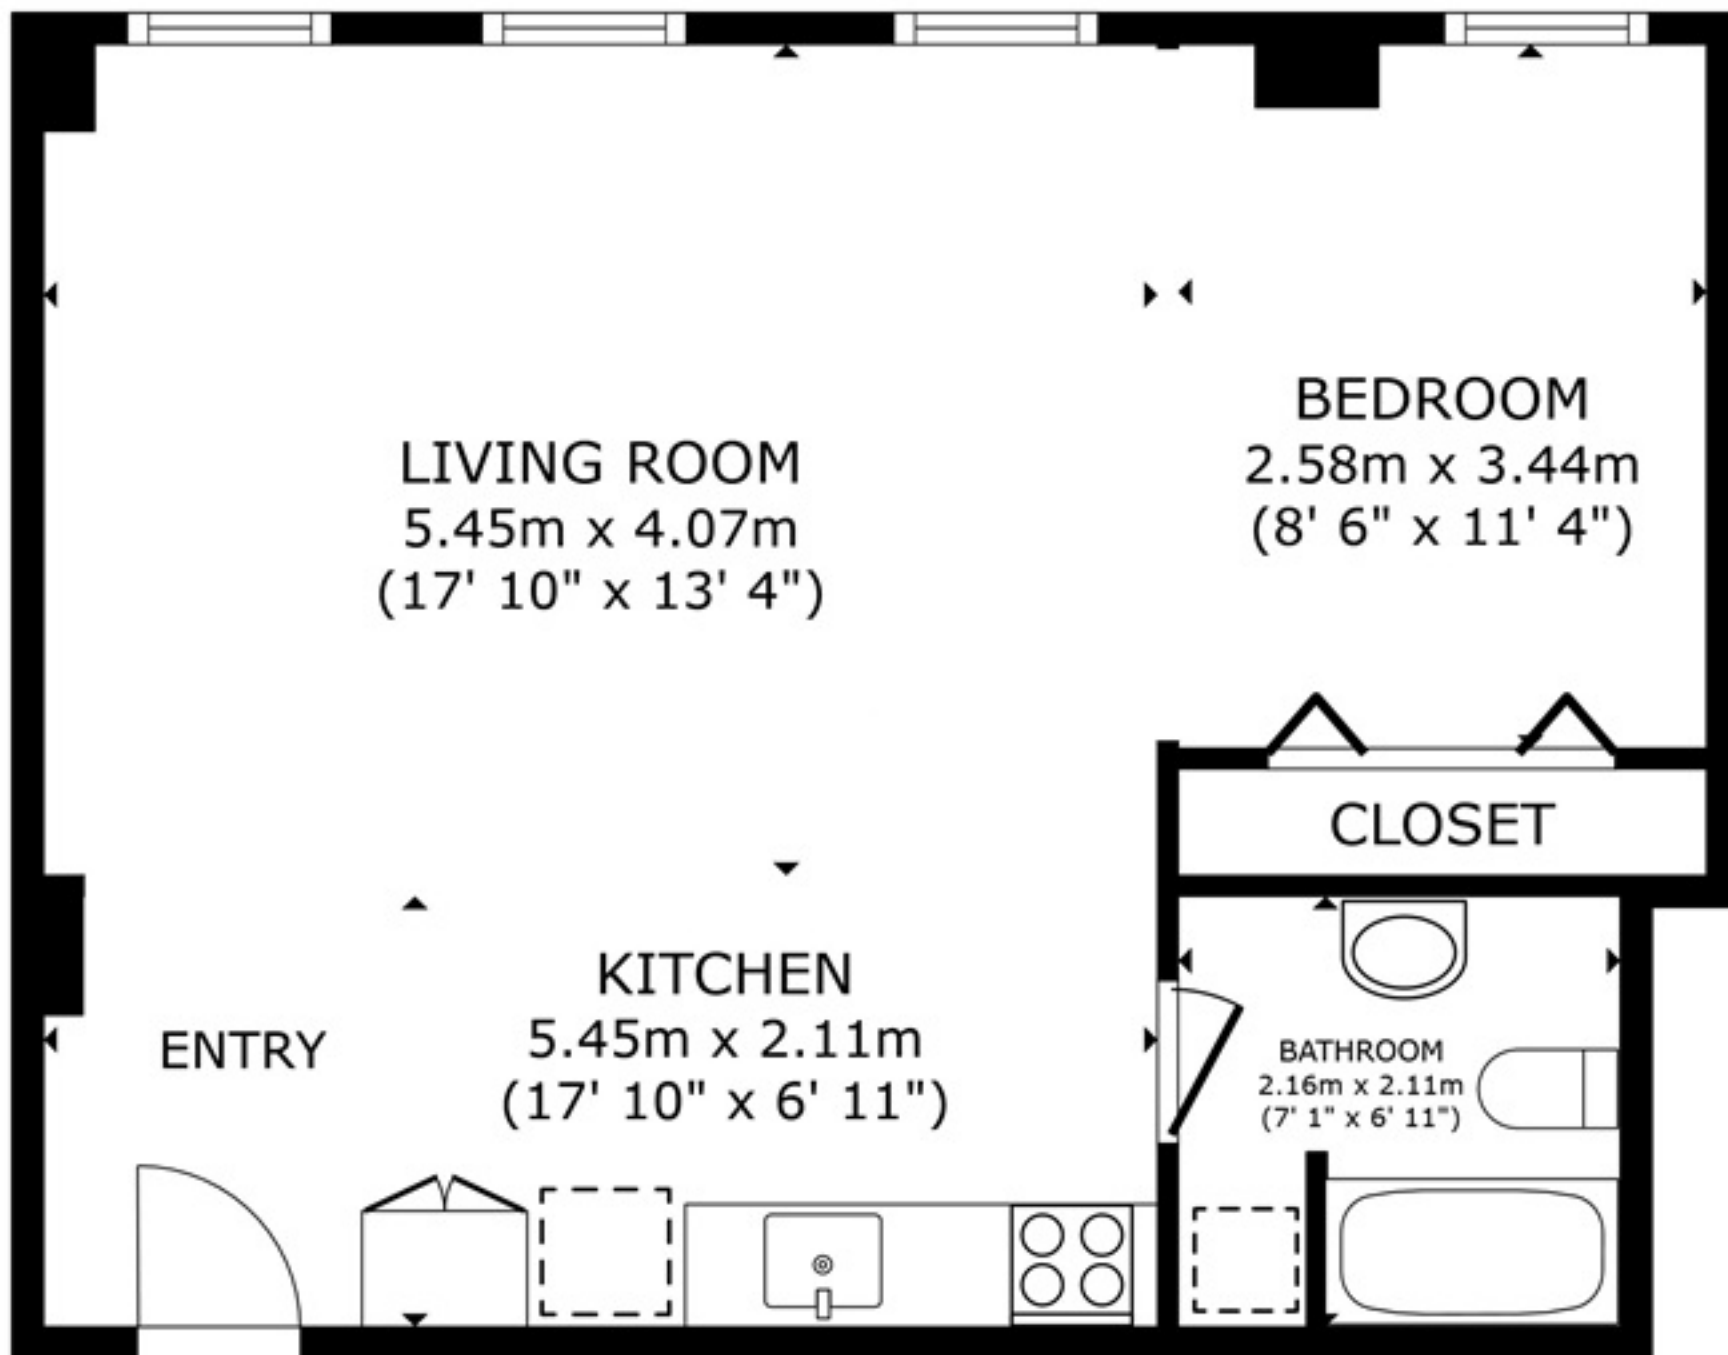 BEDROOM
2.58m x 3.44m
(8' 6" x 11' 4")
LIVING ROOM
5.45m x 4.07m
(17' 10" x 13' 4")
CLOSET
KITCHEN
5.45m x 2.11m
(17' 10" x 6' 11")
ENTRY
BATHROOM
2.16m x 2.11m
(7' 1" x 6' 11")